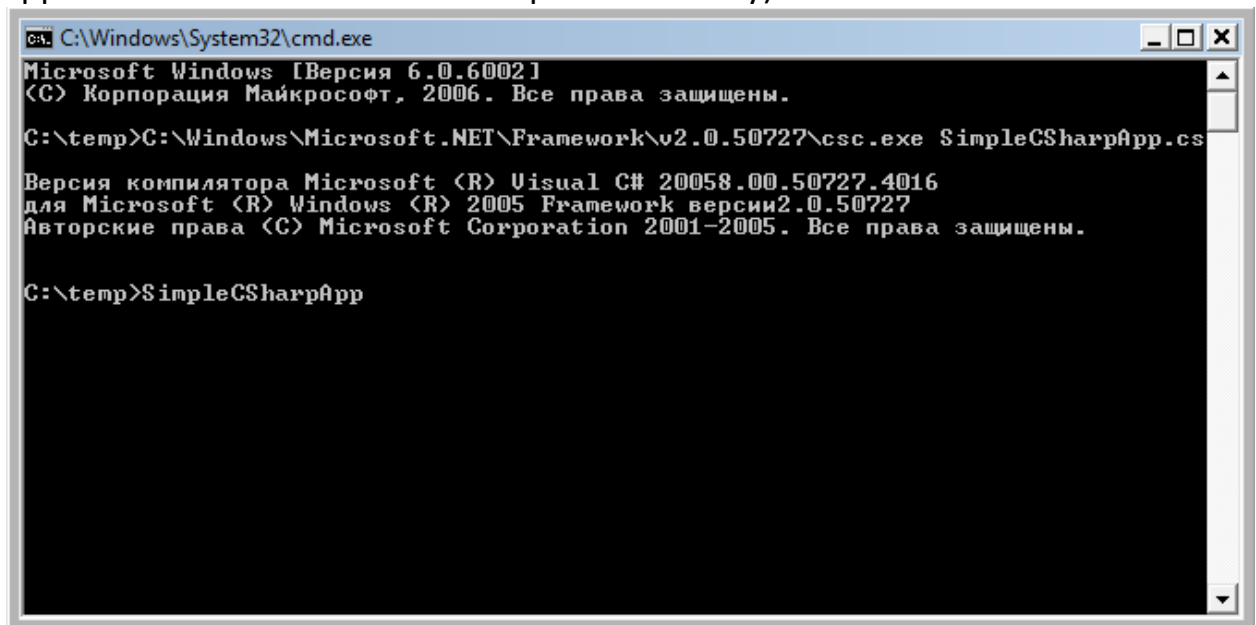 C:\Windows\System32\cmd.exe
Microsoft Windows [Версия 6.0.6002]
(C) Корпорация Майкрософт, 2006. Все права защищены.
C:\temp>C:\Windows\Microsoft.NET\Framework\v2.0.50727\csc.exe SimpleCSharpApp.cs
Версия компилятора Microsoft (R) Visual C# 20058.00.50727.4016
для Microsoft (R) Windows (R) 2005 Framework версии2.0.50727
Авторские права (C) Microsoft Corporation 2001-2005. Все права защищены.
C:\temp>SimpleCSharpApp